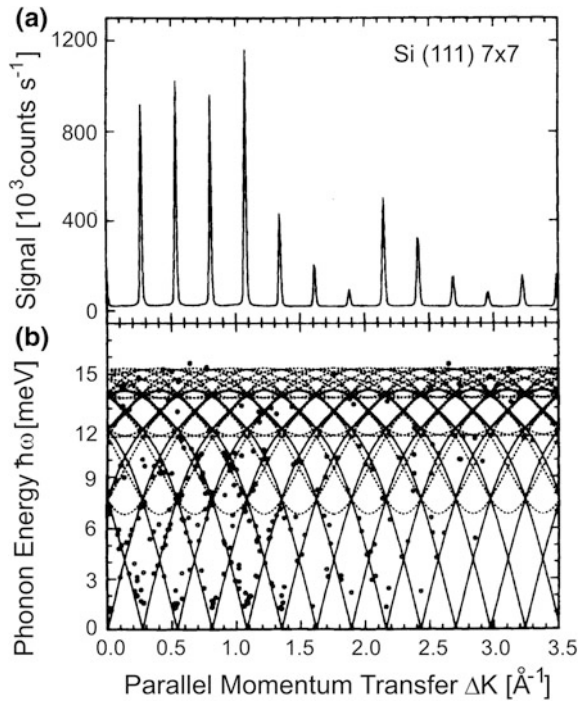 (a)
Si (111) 7x7
1200
800
400
0
Signal [10³counts s⁻¹]
(b)
15
12
9
6
3
0
Phonon Energy ħω[meV]
0.0 0.5 1.0 1.5 2.0 2.5 3.0 3.5
Parallel Momentum Transfer ΔK [Å⁻¹]